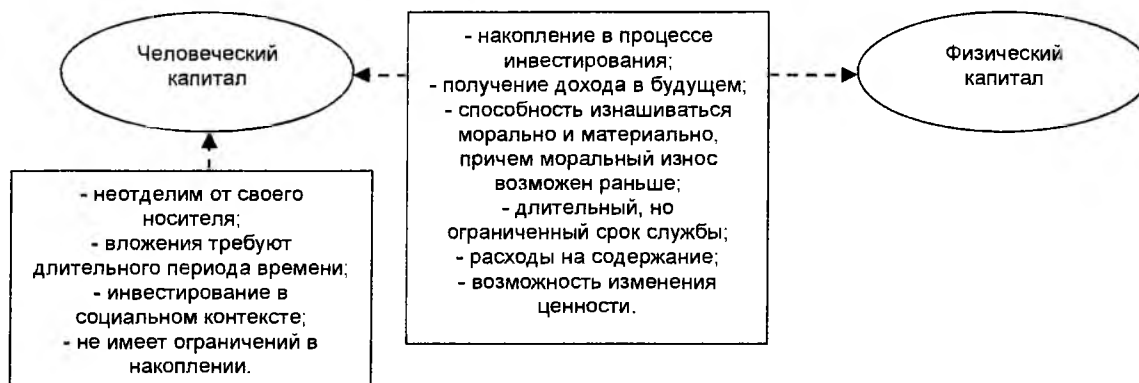 Человеческий
капитал
- накопление в процессе
инвестирования;
- получение дохода в будущем;
- способность изнашиваться
морально и материально,
причем моральный износ
возможен раньше;
- длительный, но
ограниченный срок службы;
- расходы на содержание;
- возможность изменения
ценности.
Физический
капитал
- неотделим от своего
носителя;
- вложения требуют
длительного периода времени;
- инвестирование в
социальном контексте;
- не имеет ограничений в
накоплении.